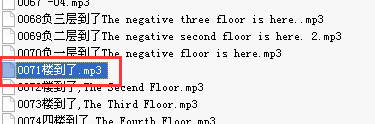 0067 -04.mp3
0068负三层到了The negative three floor is here..mp3
0069负二层到了The negative second floor is here. 2.mp3
0070负一层到了The negative floor is here.mp3
0071楼到了.mp3
0072楼到了,The Second Floor.mp3
0073楼到了,The Third Floor.mp3
0074四楼到了 The Fourth Floor.mp3